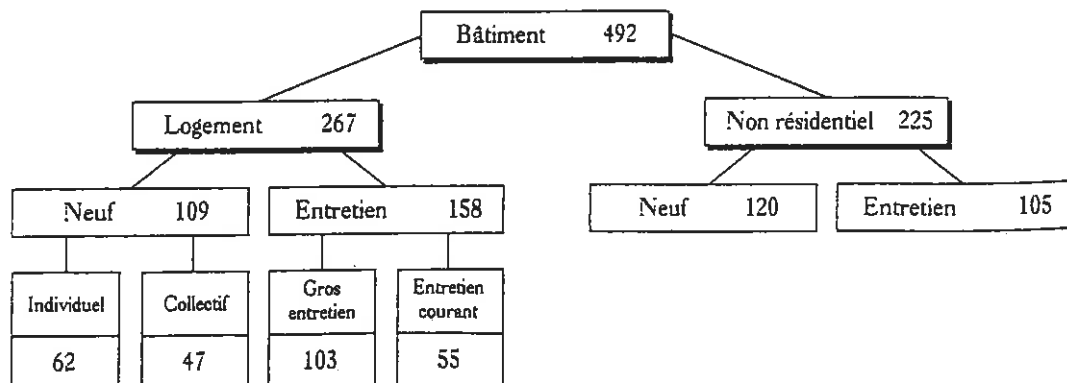 Bâtiment 492
Logement 267
Non résidentiel 225
Neuf 109
Entretien 158
Neuf 120
Entretien 105
Individuel
Collectif
Gros
entretien
Entretien
courant
62
47
103
55